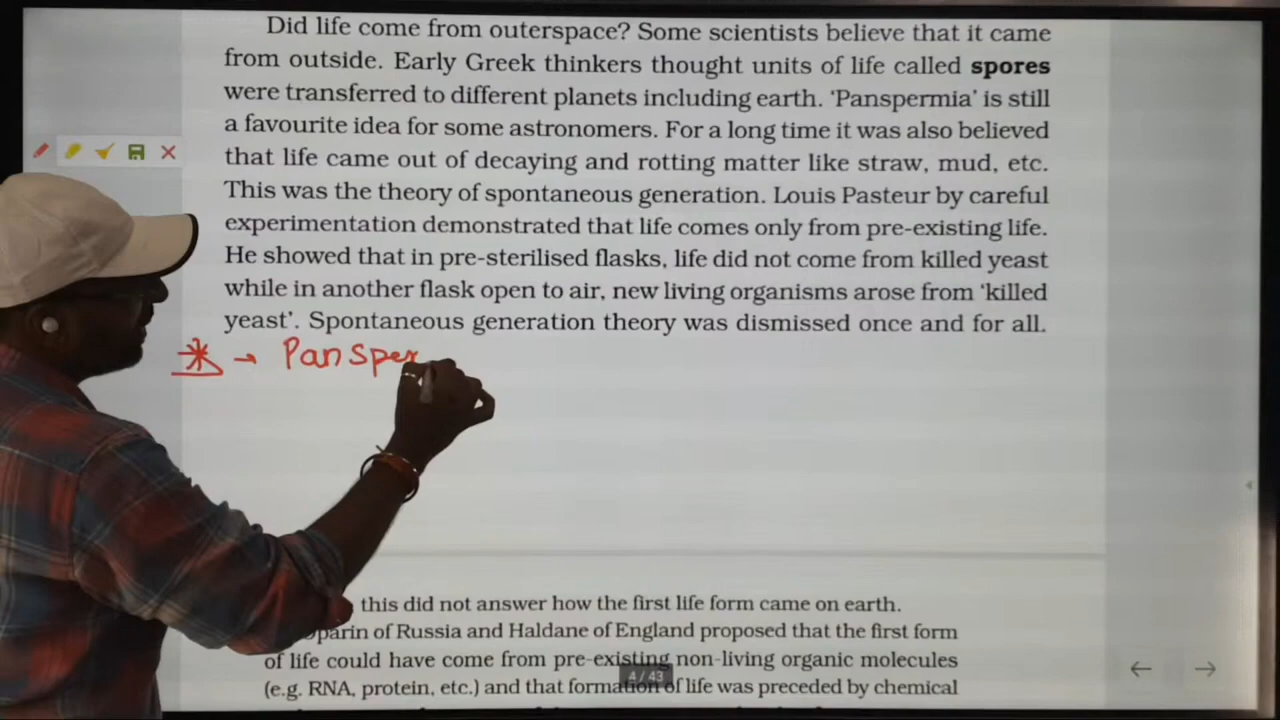 Did life come from outerspace? Some scientists believe that it came
from outside. Early Greek thinkers thought units of life called spores
were transferred to different planets including earth. ‘Panspermia’ is still
a favourite idea for some astronomers. For a long time it was also believed
that life came out of decaying and rotting matter like straw, mud, etc.
This was the theory of spontaneous generation. Louis Pasteur by careful
experimentation demonstrated that life comes only from pre-existing life.
He showed that in pre-sterilised flasks, life did not come from killed yeast
while in another flask open to air, new living organisms arose from ‘killed
yeast’. Spontaneous generation theory was dismissed once and for all.
* → Pansper
this did not answer how the first life form came on earth.
Oparin of Russia and Haldane of England proposed that the first form
of life could have come from pre-existing non-living organic molecules
4 / 43
(e.g. RNA, protein, etc.) and that formation of life was preceded by chemical